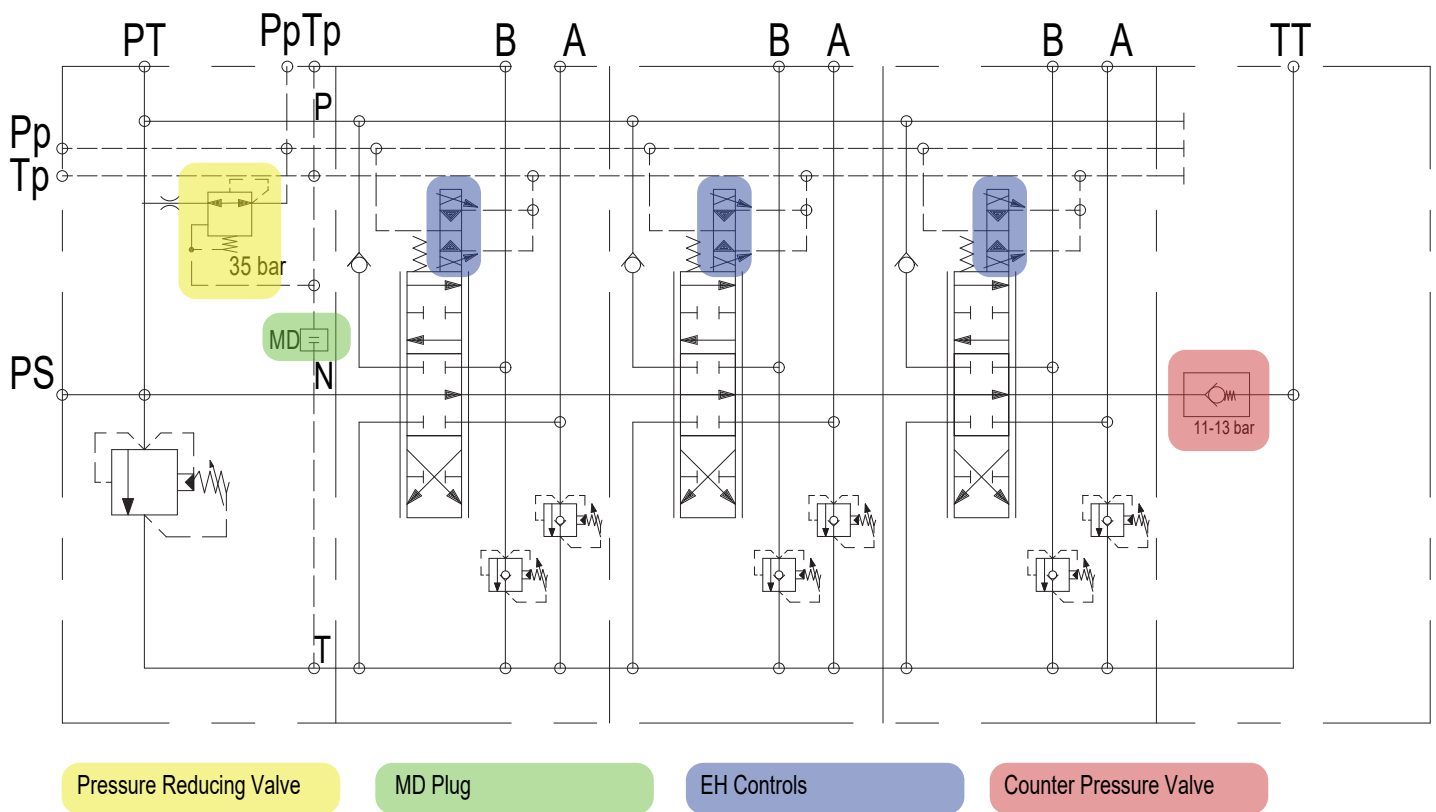 PT PpTp B A B A B A TT
P
Pp
Tp
35 bar
MD
N
PS
11-13 bar
T
Pressure Reducing Valve
MD Plug
EH Controls
Counter Pressure Valve